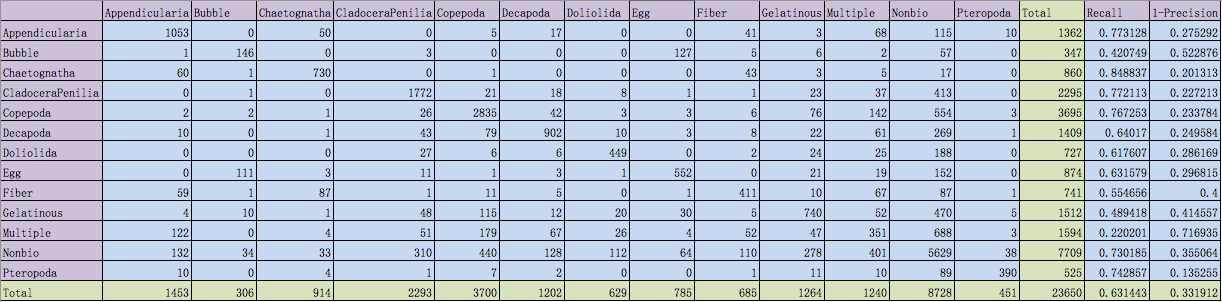 Appendicularia Bubble Chaetognatha CladoceraPenilia Copepoda Decapoda Doliolida Egg Fiber Gelatinous Multiple Nonbio Pteropoda Total Recall 1-Precision
Appendicularia 1053 0 50 0 5 17 0 0 41 3 68 115 10 1362 0.773128 0.275292
Bubble 1 146 0 3 0 0 0 127 5 6 2 57 0 347 0.420749 0.522876
Chaetognatha 60 1 730 0 1 0 0 0 43 3 5 17 0 860 0.848837 0.201313
CladoceraPenilia 0 1 0 1772 21 18 8 1 1 23 37 413 0 2295 0.772113 0.227213
Copepoda 2 2 1 26 2835 42 3 3 6 76 142 554 3 3695 0.767253 0.233784
Decapoda 10 0 1 43 79 902 10 3 8 22 61 269 1 1409 0.64017 0.249584
Doliolida 0 0 0 27 6 6 449 0 2 24 25 188 0 727 0.617607 0.286169
Egg 0 111 3 11 1 3 1 552 0 21 19 152 0 874 0.631579 0.296815
Fiber 59 1 87 1 11 5 0 1 411 10 67 87 1 741 0.554656 0.4
Gelatinous 4 10 1 48 115 12 20 30 5 740 52 470 5 1512 0.489418 0.414557
Multiple 122 0 4 51 179 67 26 4 52 47 351 688 3 1594 0.220201 0.716935
Nonbio 132 34 33 310 440 128 112 64 110 278 401 5629 38 7709 0.730185 0.355064
Pteropoda 10 0 4 1 7 2 0 0 1 11 10 89 390 525 0.742857 0.135255
Total 1453 306 914 2293 3700 1202 629 785 685 1264 1240 8728 451 23650 0.631443 0.331912